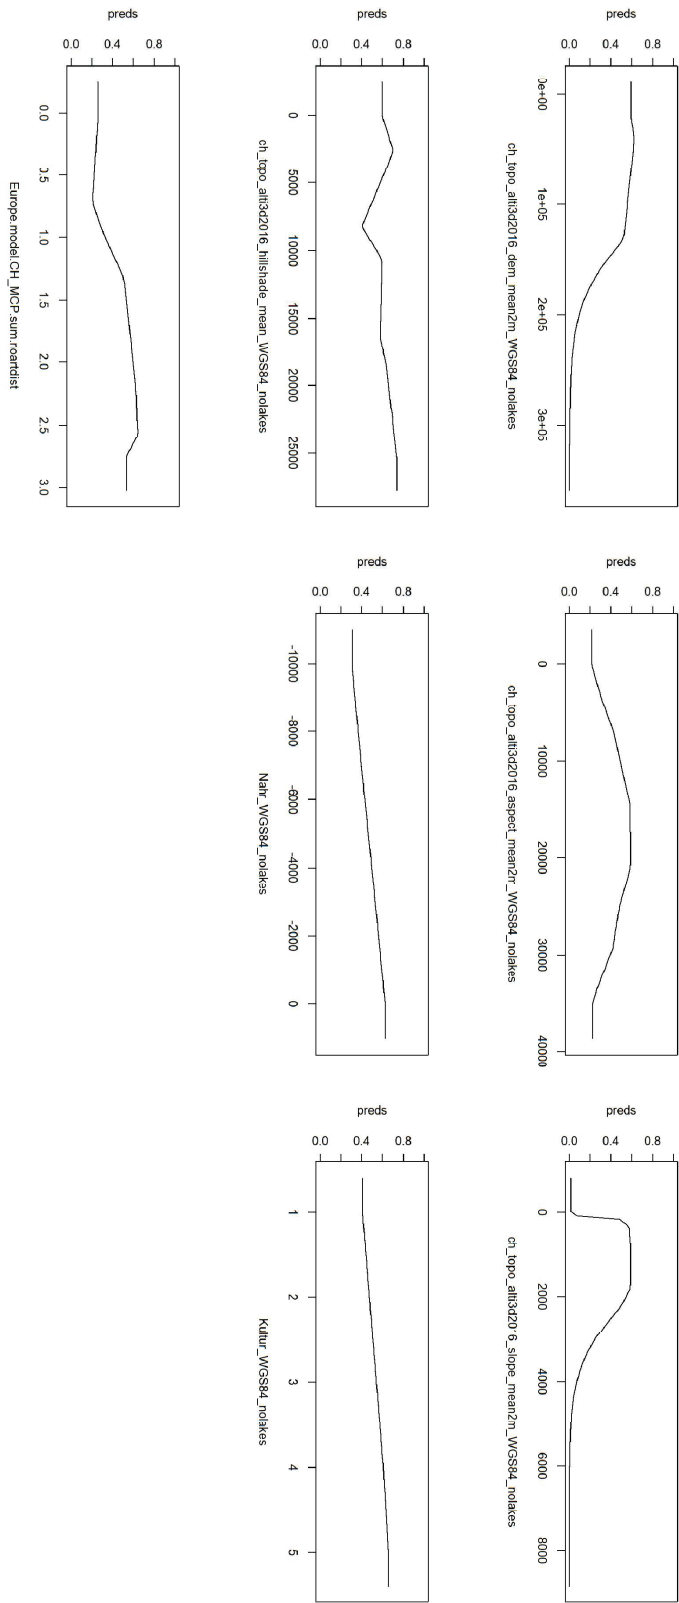 preds
0.0 0.4 0.8
0e+00 1e+05 2e+05 3e+05
ch_topo_alti3d2016_dem_mean2m_WGS84_nolakes
preds
0.0 0.4 0.8
0 10000 20000 30000 40000
ch_topo_alti3d2016_aspect_mean2m_WGS84_nolakes
preds
0.0 0.4 0.8
0 2000 4000 6000 8000
ch_topo_alti3d2016_slope_mean2m_WGS84_nolakes
preds
0.0 0.4 0.8
0 5000 10000 15000 20000 25000
ch_topo_alti3d2016_hillshade_mean_WGS84_nolakes
preds
0.0 0.4 0.8
-10000 -8000 -6000 -4000 -2000 0
Nahr_WGS84_nolakes
preds
0.0 0.4 0.8
1 2 3 4 5
Kultur_WGS84_nolakes
preds
0.0 0.4 0.8
0.0 0.5 1.0 1.5 2.0 2.5 3.0
Europe.model.CH_MCP.sum.roartdist